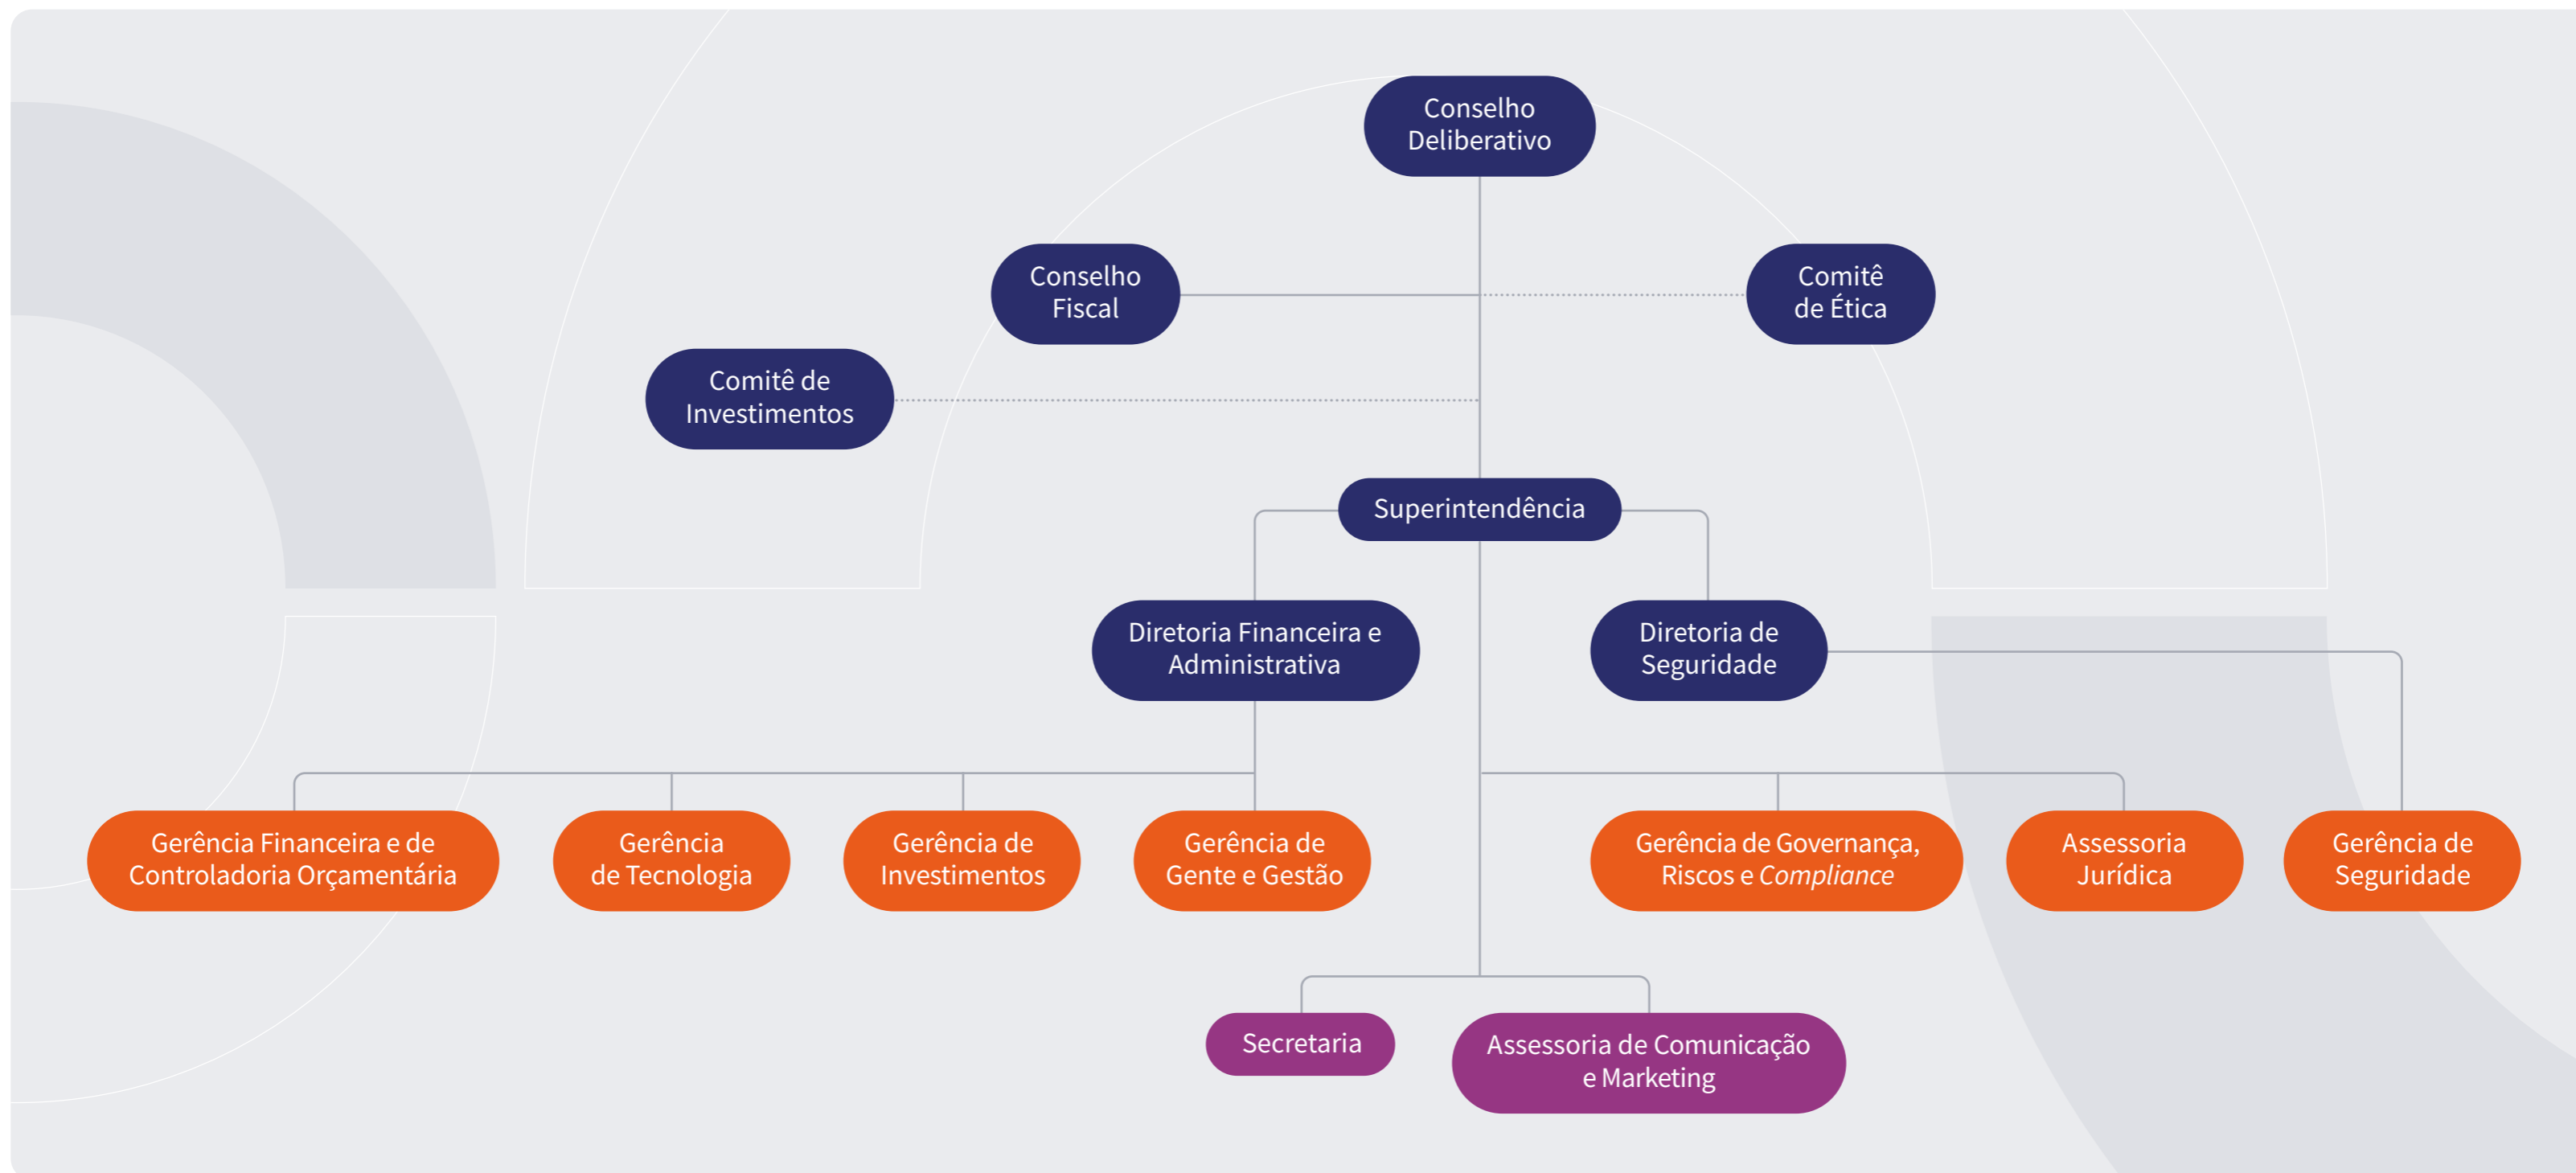 Conselho
Deliberativo
Conselho
Fiscal
Comitê
de Ética
Comitê de
Investimentos
Superintendência
Diretoria Financeira e
Administrativa
Diretoria de
Seguridade
Gerência Financeira e de
Controladoria Orçamentária
Gerência
de Tecnologia
Gerência de
Investimentos
Gerência de
Gente e Gestão
Gerência de Governança,
Riscos e Compliance
Assessoria
Jurídica
Gerência de
Seguridade
Secretaria
Assessoria de Comunicação
e Marketing